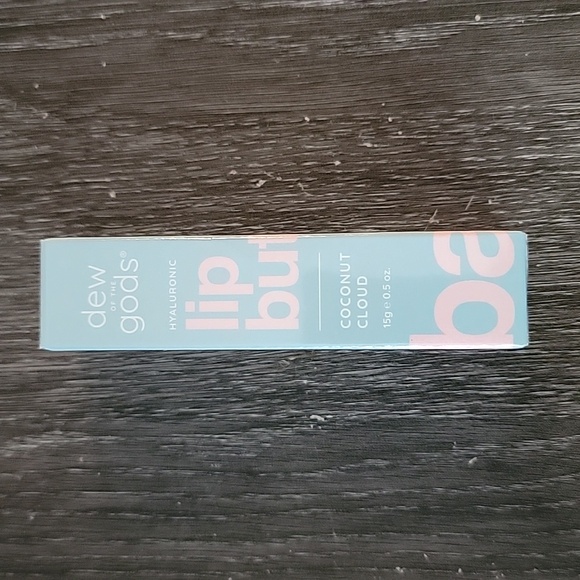 dew
OF THE
gods®
HYALURONIC
lip
but
COCONUT
CLOUD
15g e 0.5 oz.
ba